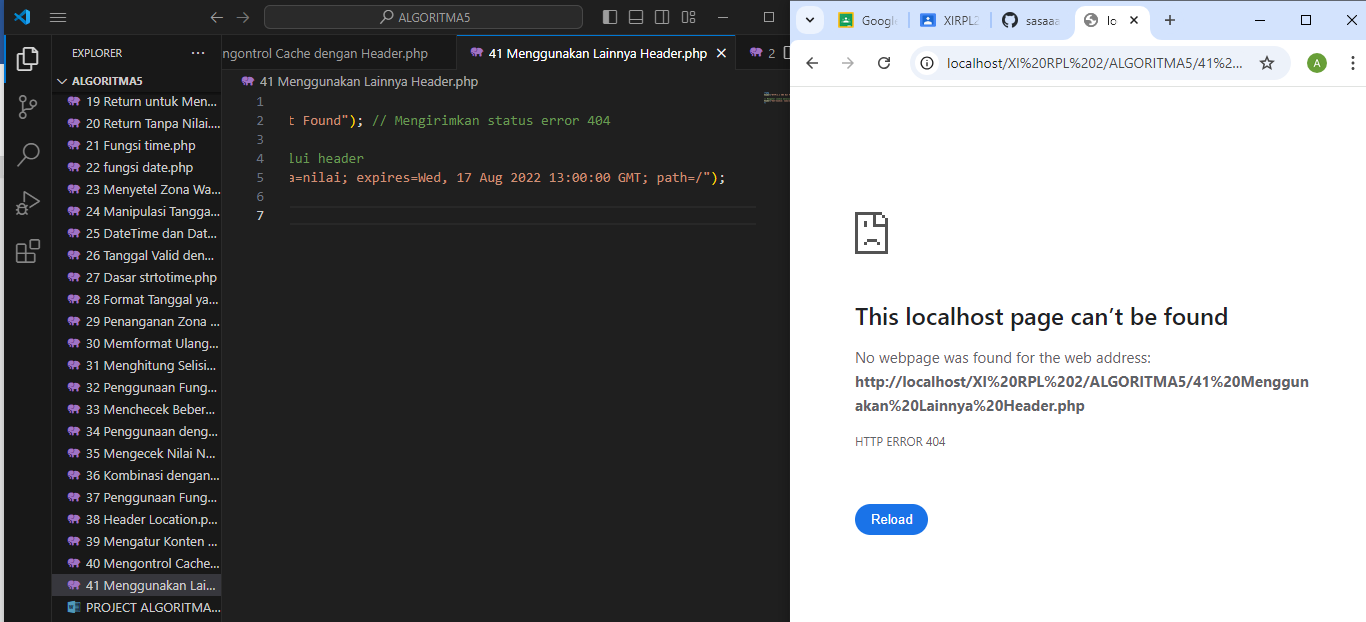 ALGORITMA5
EXPLORER
ALGORITMA5
19 Return untuk Men...
20 Return Tanpa Nilai....
21 Fungsi time.php
22 fungsi date.php
23 Menyetel Zona Wa...
24 Manipulasi Tangga...
25 DateTime dan Dat...
26 Tanggal Valid den...
27 Dasar strtotime.php
28 Format Tanggal ya...
29 Penanganan Zona ...
30 Memformat Ulang...
31 Menghitung Selisi...
32 Penggunaan Fung...
33 Menchecek Beber...
34 Penggunaan deng...
35 Mengecek Nilai N...
36 Kombinasi dengan...
37 Penggunaan Fung...
38 Header Location.p...
39 Mengatur Konten ...
40 Mengontrol Cache...
41 Menggunakan Lai...
PROJECT ALGORITMA...
ngontrol Cache dengan Header.php
41 Menggunakan Lainnya Header.php
2
41 Menggunakan Lainnya Header.php
1
2 t Found"); // Mengirimkan status error 404
3
4 lui header
5 a=nilai; expires=Wed, 17 Aug 2022 13:00:00 GMT; path=/");
6
7
Google
XIRPL2
sasaaa
lo
localhost/XI%20RPL%202/ALGORITMA5/41%2...
A
This localhost page can’t be found
No webpage was found for the web address:
http://localhost/XI%20RPL%202/ALGORITMA5/41%20Menggun
akan%20Lainnya%20Header.php
HTTP ERROR 404
Reload